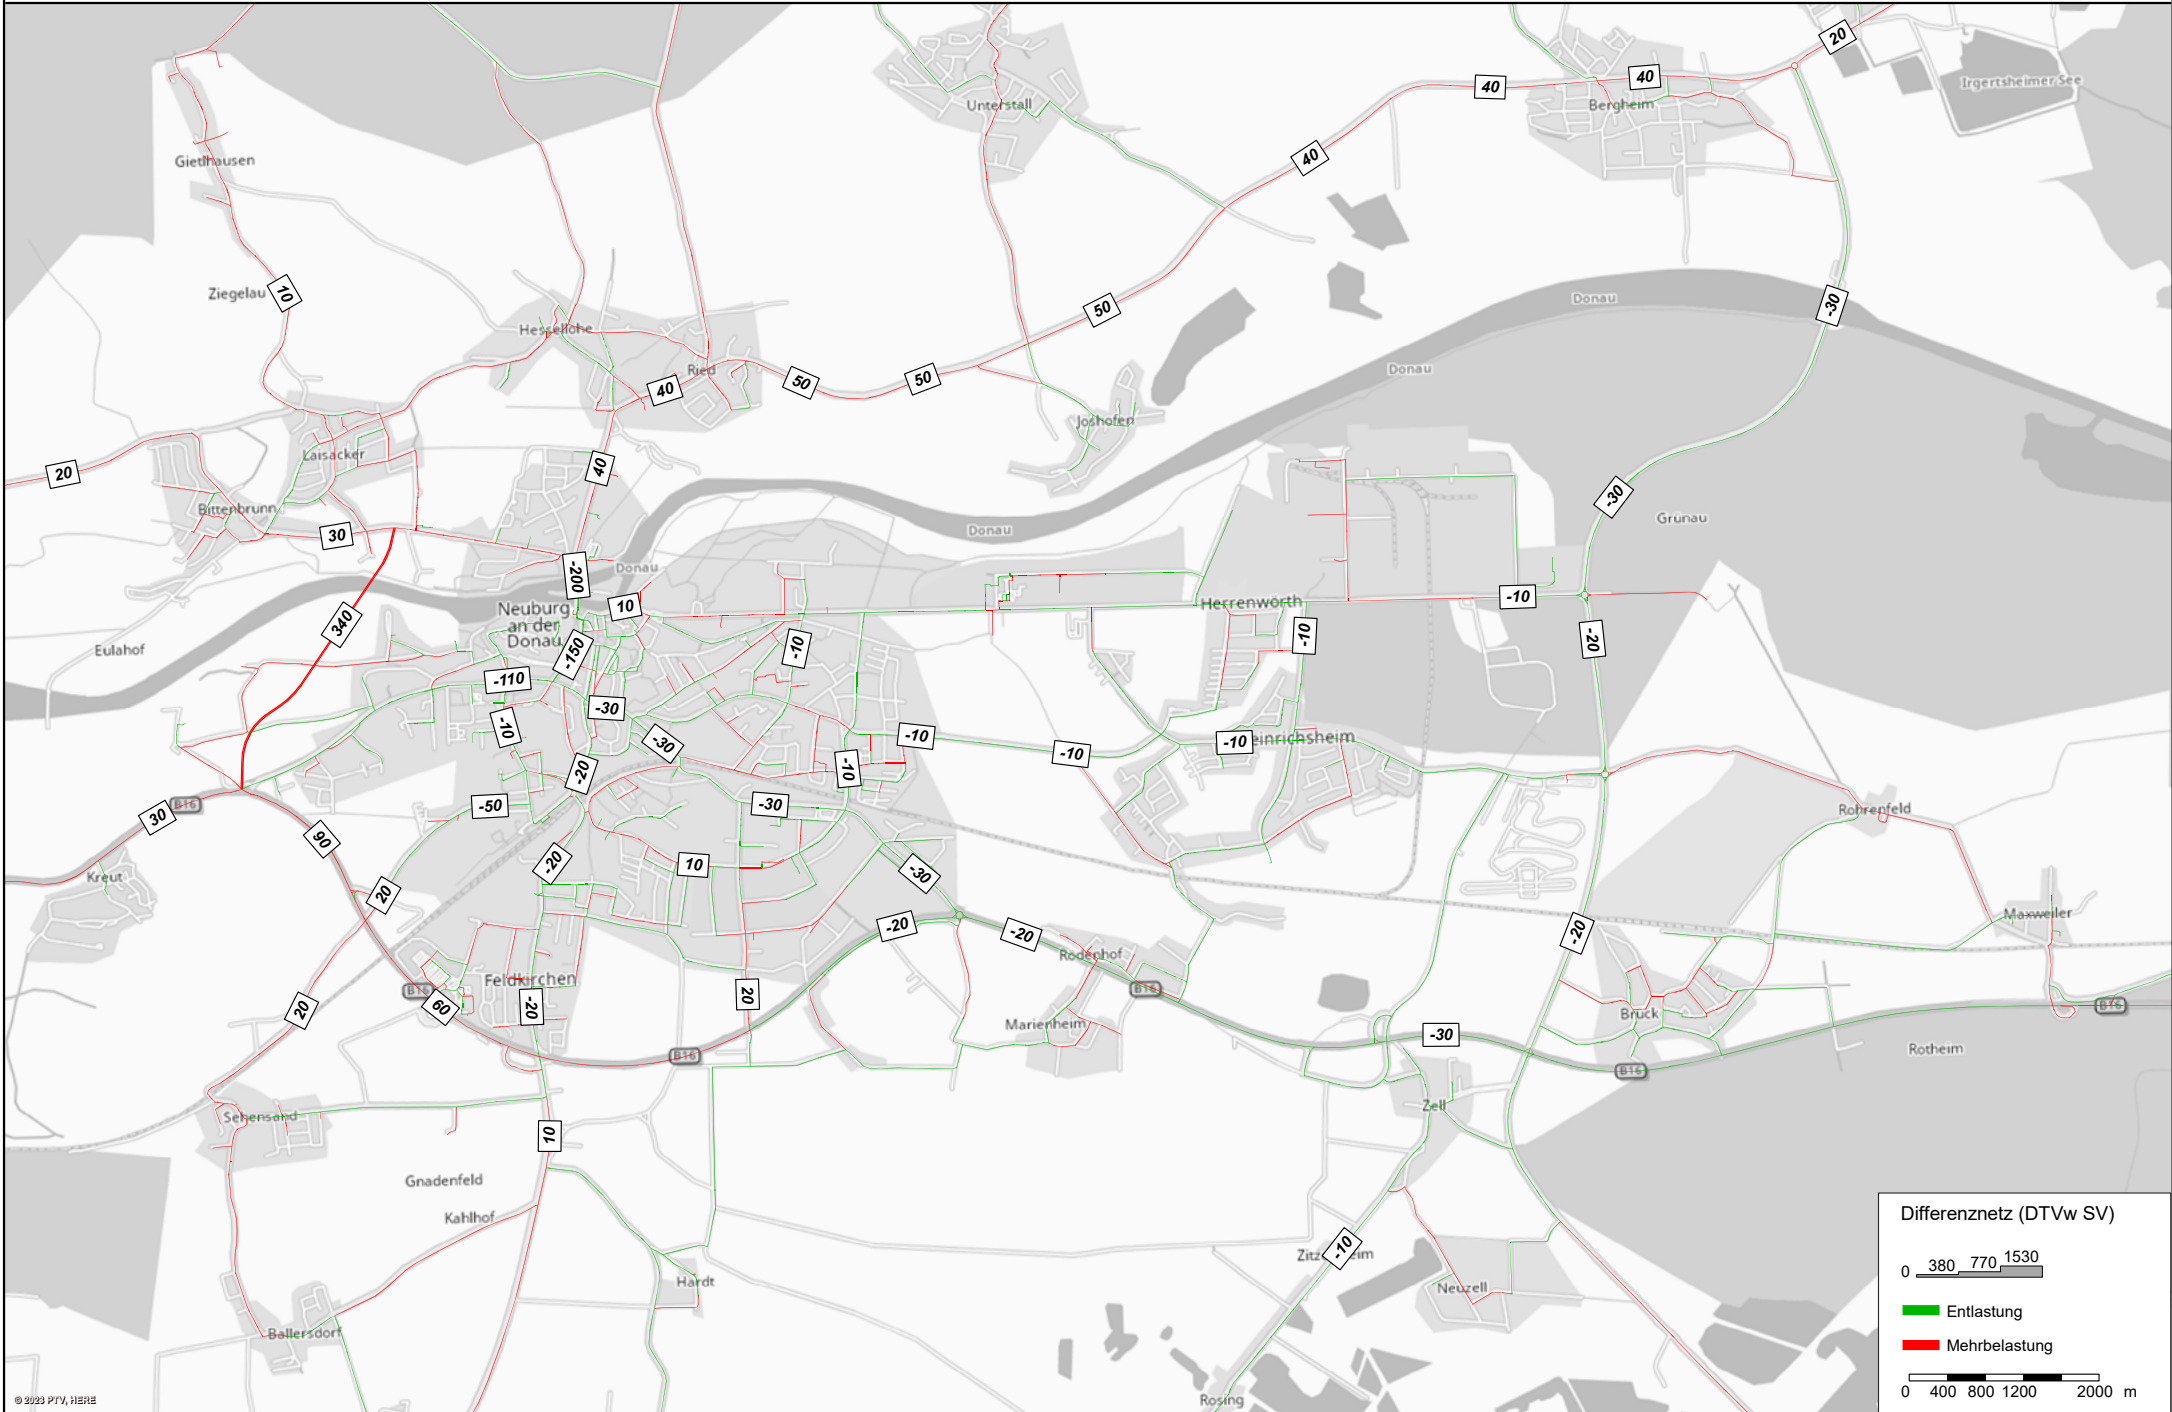 20
Irgertsheimer See
40
40
Bergheim
Unterstall
40
Gietlhausen
10
Ziegelau
Donau
-30
50
Hesselohe
Ried
40
50
50
Donau
Joshofen
20
Laisacker
40
Bittenbrunn
-30
Grünau
30
Donau
-200
Donau
Neuburg
an der
Donau
10
340
-150
-10
Herrenwörth
-10
-10
-20
Eulahof
-110
-30
-10
-30
-10
-10
-10
einrichsheim
-10
-20
-50
-30
B16
30
90
Rohrenfeld
Kreut
20
-20
10
-30
-20
-20
Rodenhof
-20
Maxweiler
Feldkirchen
B16
60
-20
20
20
B16
Marienheim
-30
Bruck
B16
B16
B16
Rotheim
Sehensand
10
Zell
Gnadenfeld
Kahlhof
-10
Hardt
Neuzell
Ballersdorf
Rosing
Differenznetz (DTVw SV)
0 380 770 1530
Entlastung
Mehrbelastung
0 400 800 1200 2000 m
© 2023 PTV, HERE